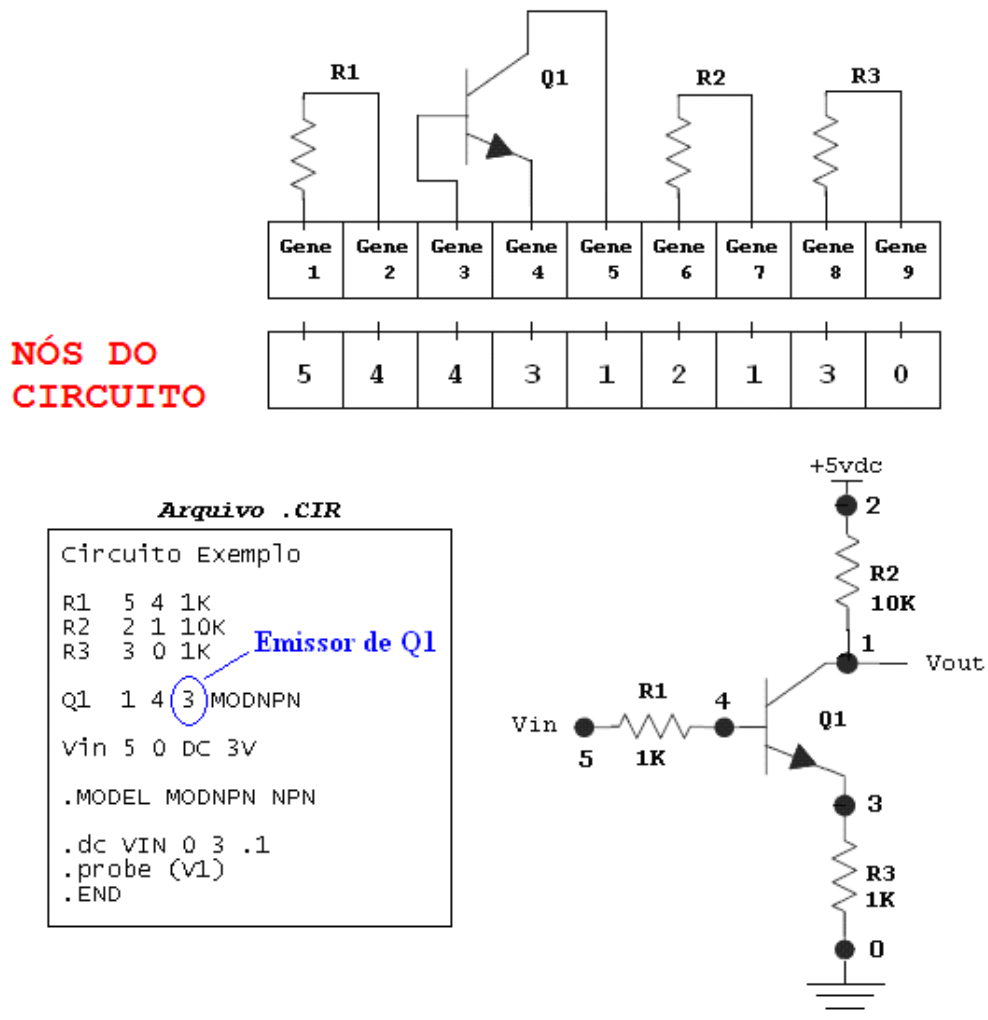 R1
Q1
R2
R3
Gene 1
Gene 2
Gene 3
Gene 4
Gene 5
Gene 6
Gene 7
Gene 8
Gene 9
NÓS DO
CIRCUITO
5 4 4 3 1 2 1 3 0
Arquivo .CIR
Circuito Exemplo
R1 5 4 1K
R2 2 1 10K
R3 3 0 1K
Emissor de Q1
Q1 1 4 3 MODNPN
Vin 5 0 DC 3V
.MODEL MODNPN NPN
.dc VIN 0 3 .1
.probe (V1)
.END
+5vdc
2
R2
10K
1
Vout
R1
4
Vin
Q1
5
1K
3
R3
1K
0